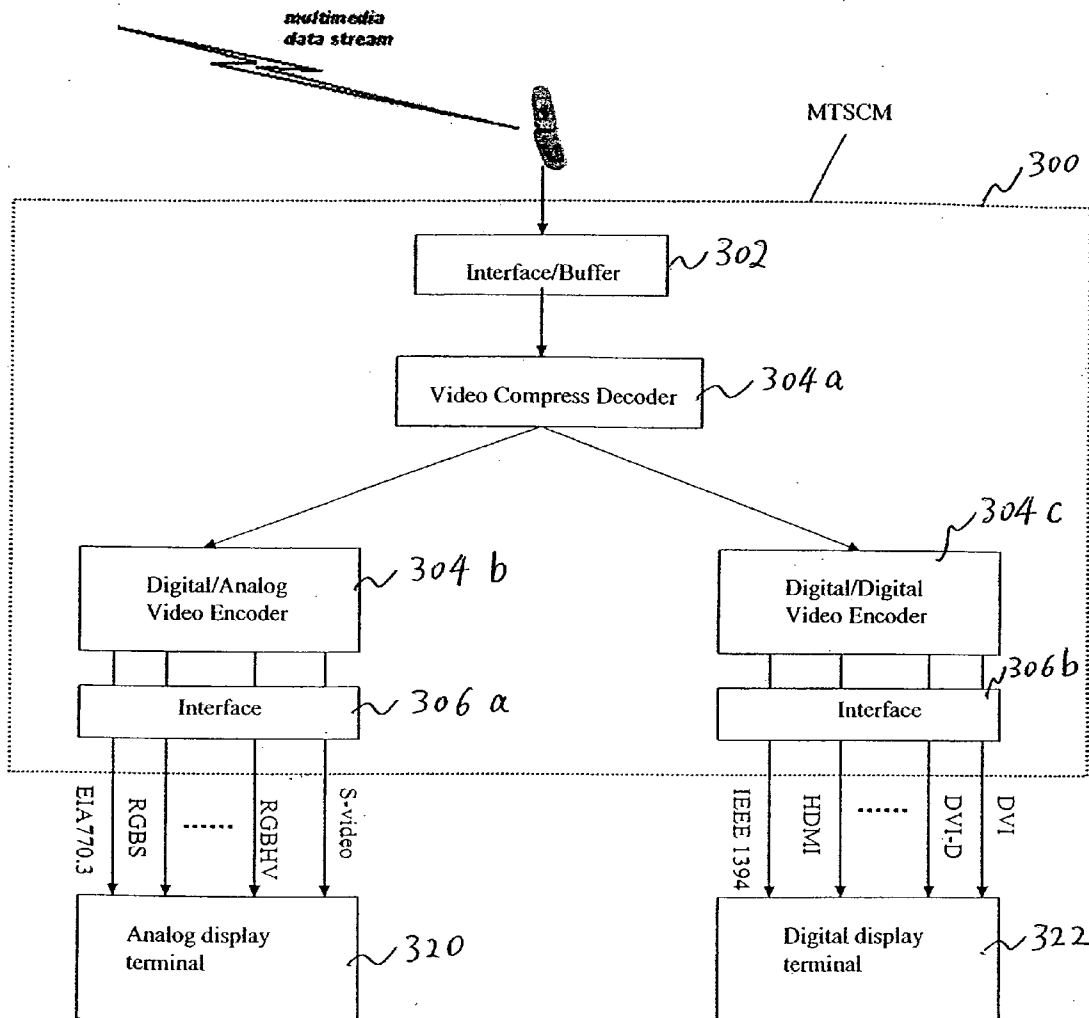 multimedia
data stream
MTSCM
300
Interface/Buffer
302
Video Compress Decoder
304a
Digital/Analog
Video Encoder
304 b
Digital/Digital
Video Encoder
304 c
Interface
306 a
Interface
306b
EIA770.3
RGBS
......
RGBHV
S-video
IEEE 1394
HDMI
......
DVI-D
DVI
Analog display
terminal
320
Digital display
terminal
322